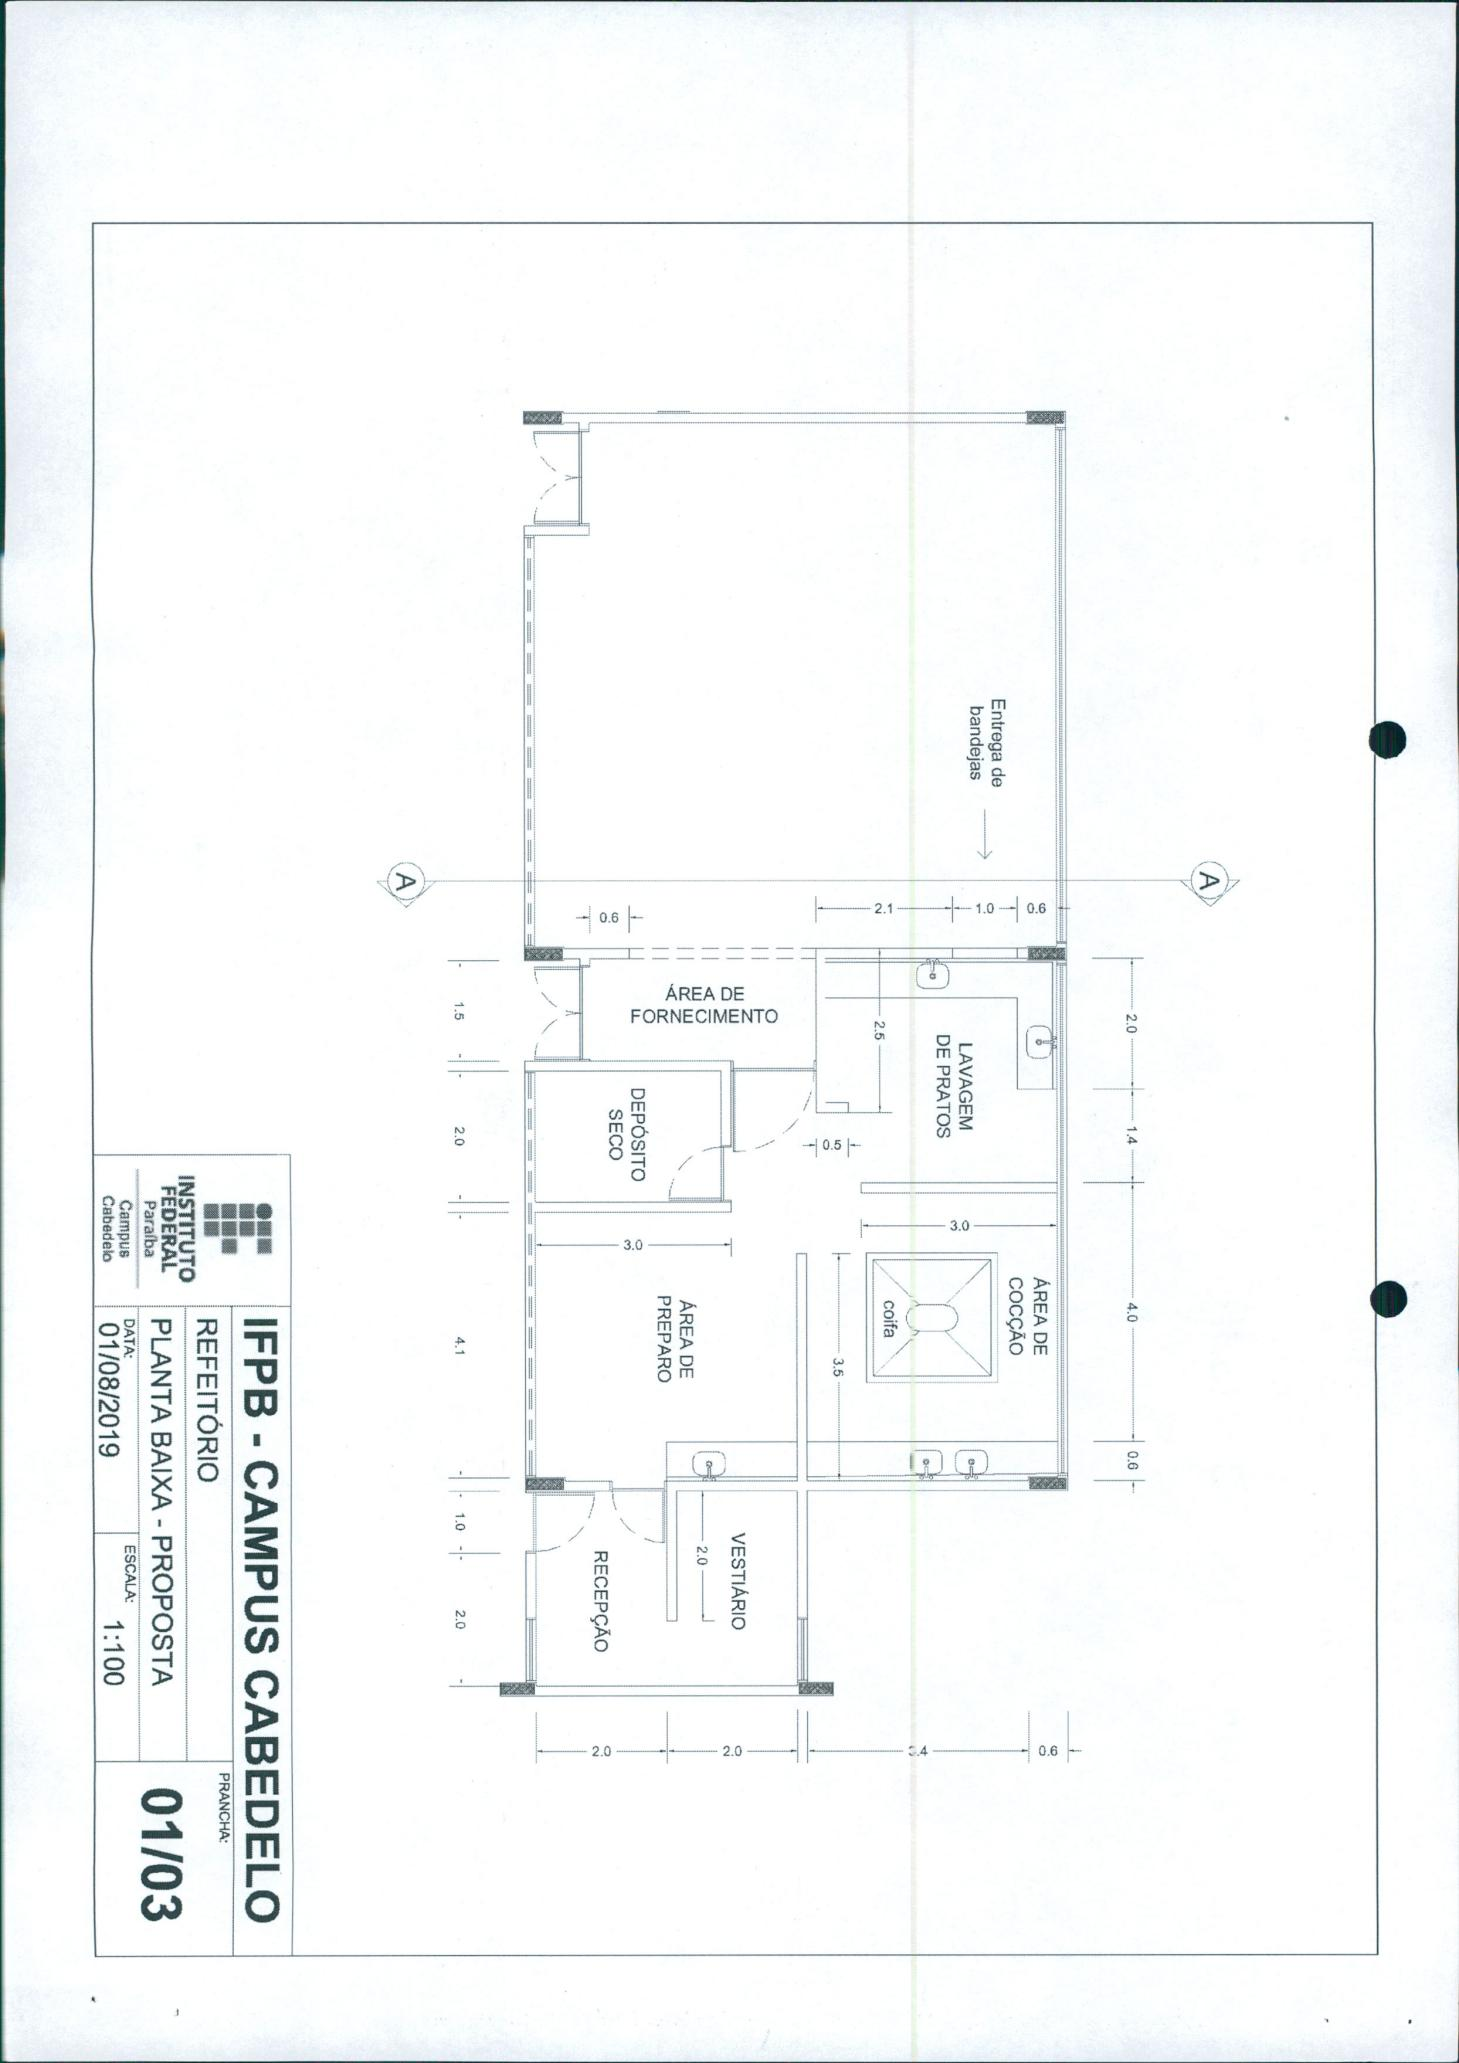 Entrega de
bandejas
A
A
0.6
2.1
1.0
0.6
1.5
2.0
4.1
1.0
2.0
ÁREA DE
FORNECIMENTO
2.5
LAVAGEM
DE PRATOS
2.0
1.4
4.0
0.6
DEPÓSITO
SECO
0.5
3.0
3.0
ÁREA DE
COCÇÃO
coifa
3.5
ÁREA DE
PREPARO
VESTIÁRIO
2.0
RECEPÇÃO
2.0
2.0
3.4
0.6
INSTITUTO
FEDERAL
Paraíba
Campus
Cabedelo
IFPB - CAMPUS CABEDELO
REFEITÓRIO
PLANTA BAIXA - PROPOSTA
DATA:
01/08/2019
ESCALA:
1:100
PRANCHA:
01/03